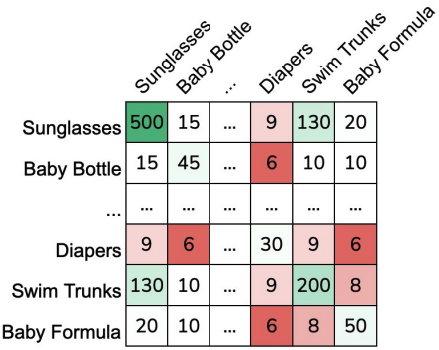 Sunglasses Baby Bottle ... Diapers Swim Trunks Baby Formula
Sunglasses 500 15 ... 9 130 20
Baby Bottle 15 45 ... 6 10 10
... ... ... ... ... ... ...
Diapers 9 6 ... 30 9 6
Swim Trunks 130 10 ... 9 200 8
Baby Formula 20 10 ... 6 8 50